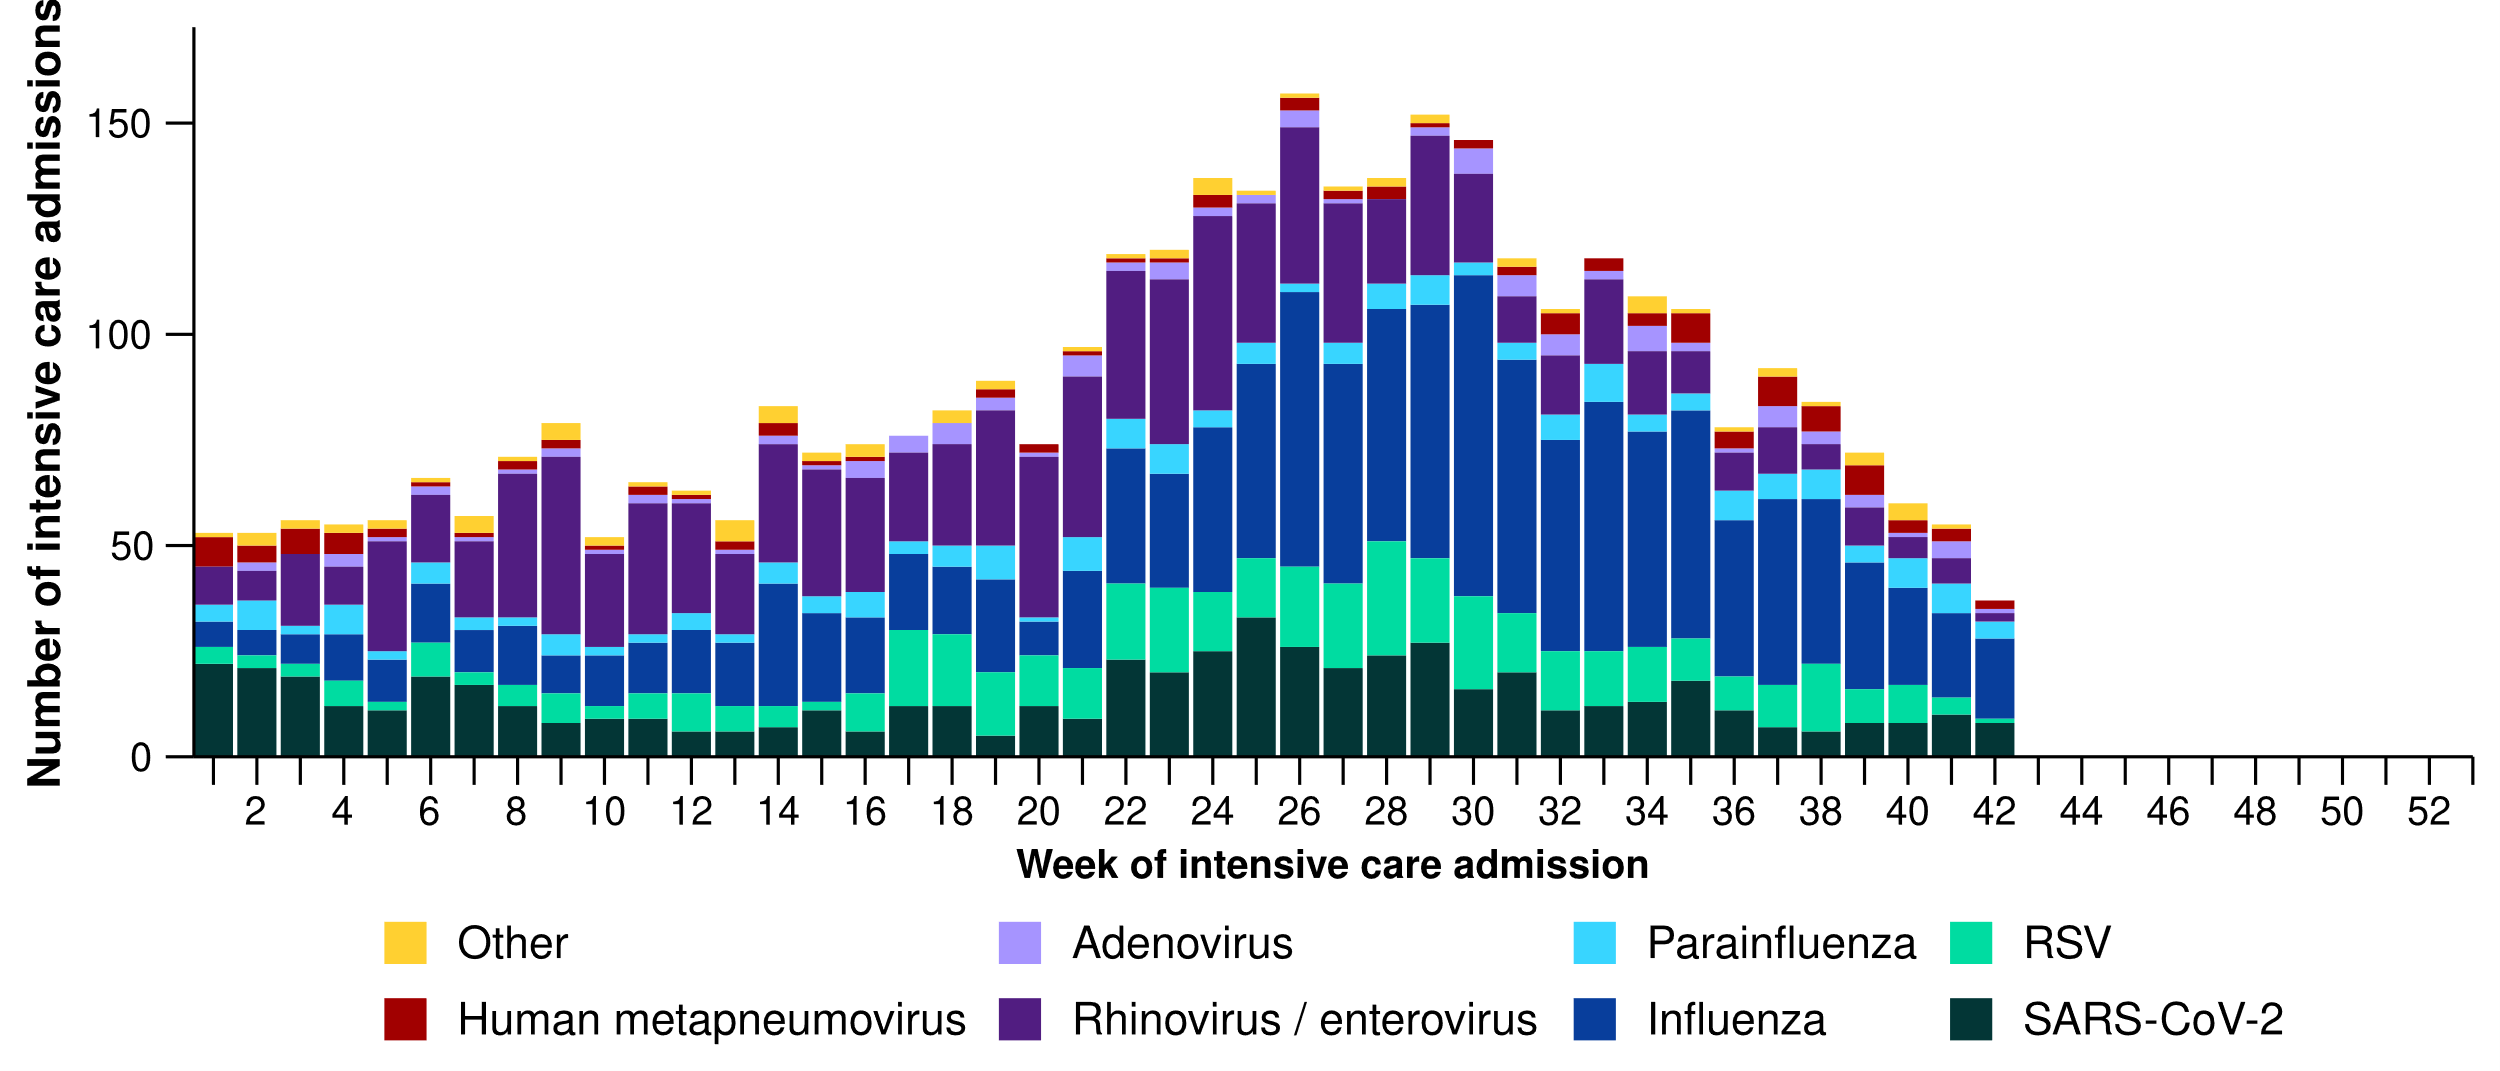 Number of intensive care admissions
150
100
50
0
2 4 6 8 10 12 14 16 18 20 22 24 26 28 30 32 34 36 38 40 42 44 46 48 50 52
Week of intensive care admission
Other Adenovirus Parainfluenza RSV
Human metapneumovirus Rhinovirus / enterovirus Influenza SARS-CoV-2